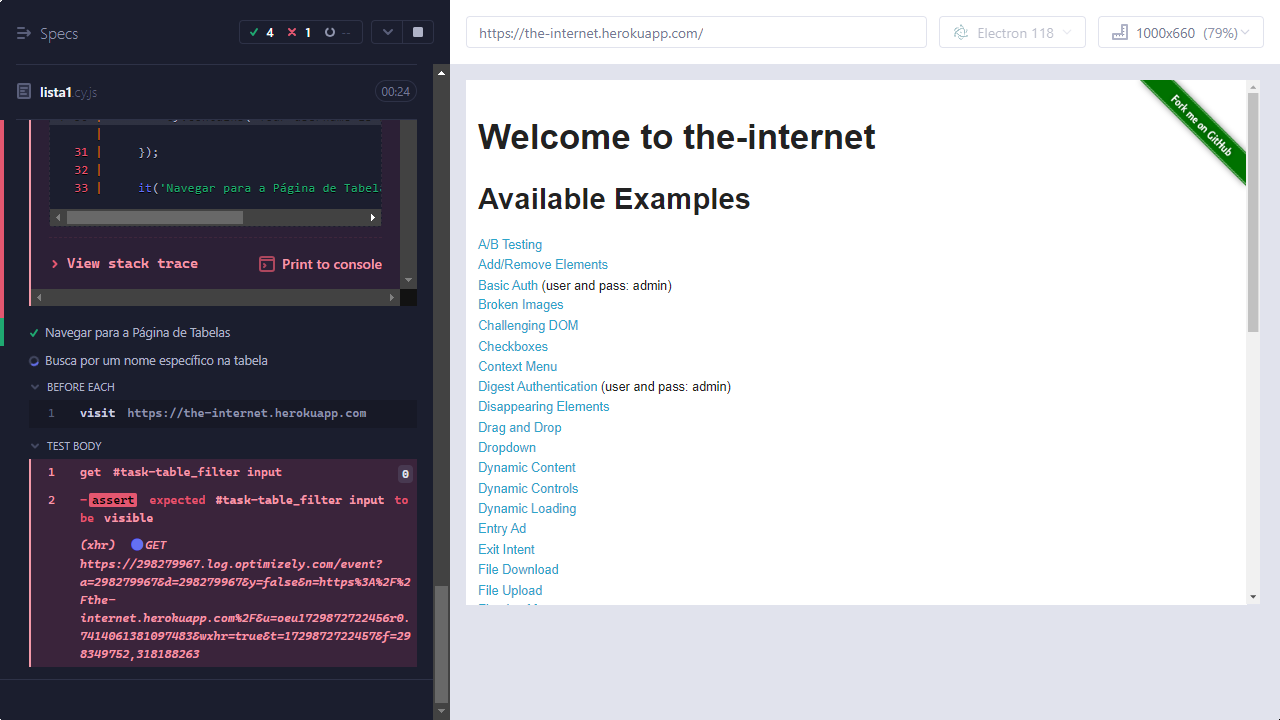 Specs
4
1
--
lista1.cy.js
00:24
31 | });
32 |
33 | it('Navegar para a Página de Tabela
View stack trace
Print to console
Navegar para a Página de Tabelas
Busca por um nome específico na tabela
BEFORE EACH
1 visit https://the-internet.herokuapp.com
TEST BODY
1 get #task-table_filter input 0
2 -assert expected #task-table_filter input to
be visible
(xhr) GET
https://298279967.log.optimizely.com/event?
a=298279967&d=298279967&y=false&n=https%3A%2F%2
Fthe-
internet.herokuapp.com%2F&u=oeu1729872722456r0.
7414061381097483&wxhr=true&t=1729872722457&f=29
8349752,318188263
https://the-internet.herokuapp.com/
Electron 118
1000x660 (79%)
Fork me on GitHub
Welcome to the-internet
Available Examples
A/B Testing
Add/Remove Elements
Basic Auth (user and pass: admin)
Broken Images
Challenging DOM
Checkboxes
Context Menu
Digest Authentication (user and pass: admin)
Disappearing Elements
Drag and Drop
Dropdown
Dynamic Content
Dynamic Controls
Dynamic Loading
Entry Ad
Exit Intent
File Download
File Upload